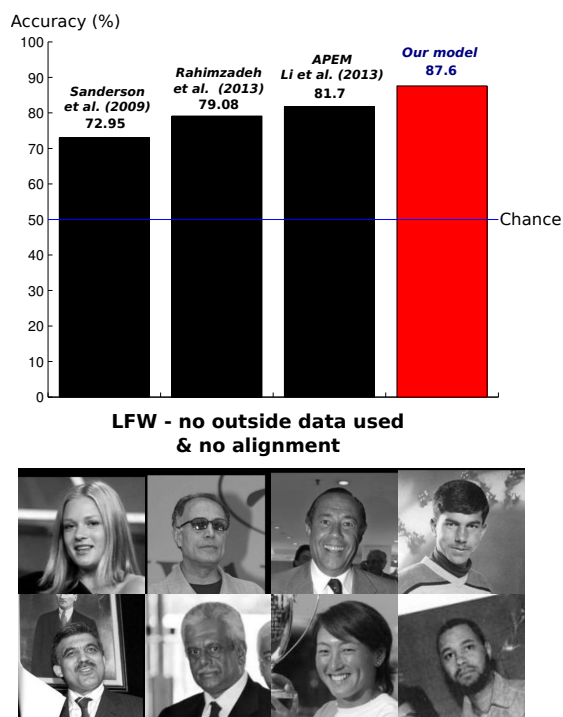 Accuracy (%)
100
90
80
70
60
50
40
30
20
10
0
Sanderson
et al. (2009)
72.95
Rahimzadeh
et al. (2013)
79.08
APEM
Li et al. (2013)
81.7
Our model
87.6
Chance
LFW - no outside data used
& no alignment